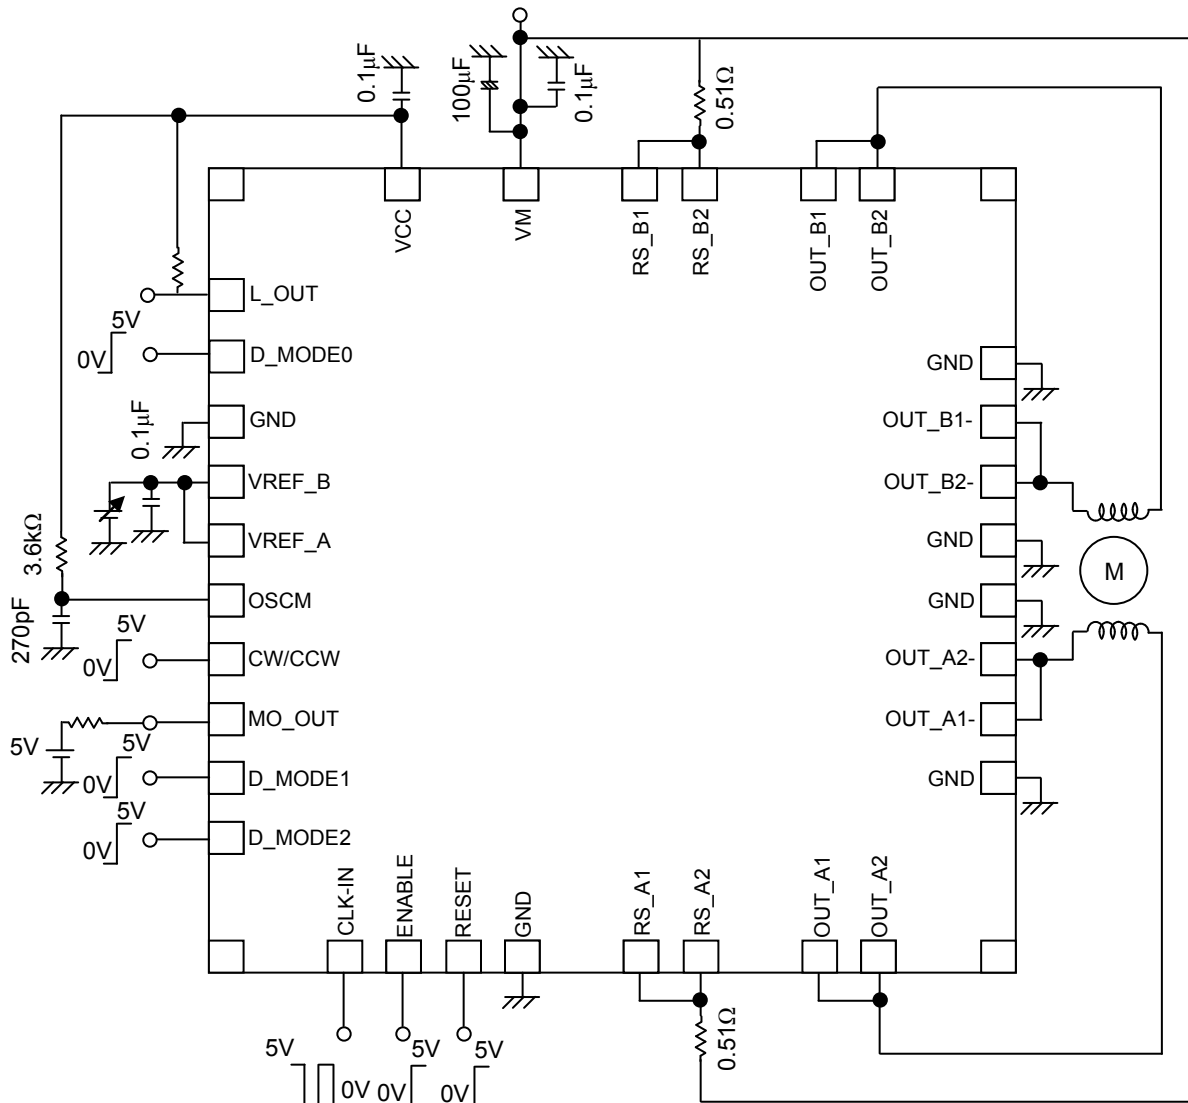 0.1µF
100µF
0.1µF
0.51Ω
VCC
VM
RS_B1
RS_B2
OUT_B1
OUT_B2
L_OUT
5V
0V
D_MODE0
GND
0.1µF
GND
OUT_B1-
VREF_B
OUT_B2-
3.6kΩ
VREF_A
GND
M
OSCM
GND
270pF
5V
0V
CW/CCW
OUT_A2-
MO_OUT
OUT_A1-
5V
5V
0V
D_MODE1
GND
5V
0V
D_MODE2
CLK-IN
ENABLE
RESET
GND
RS_A1
RS_A2
OUT_A1
OUT_A2
0.51Ω
5V
0V
5V
0V
5V
0V